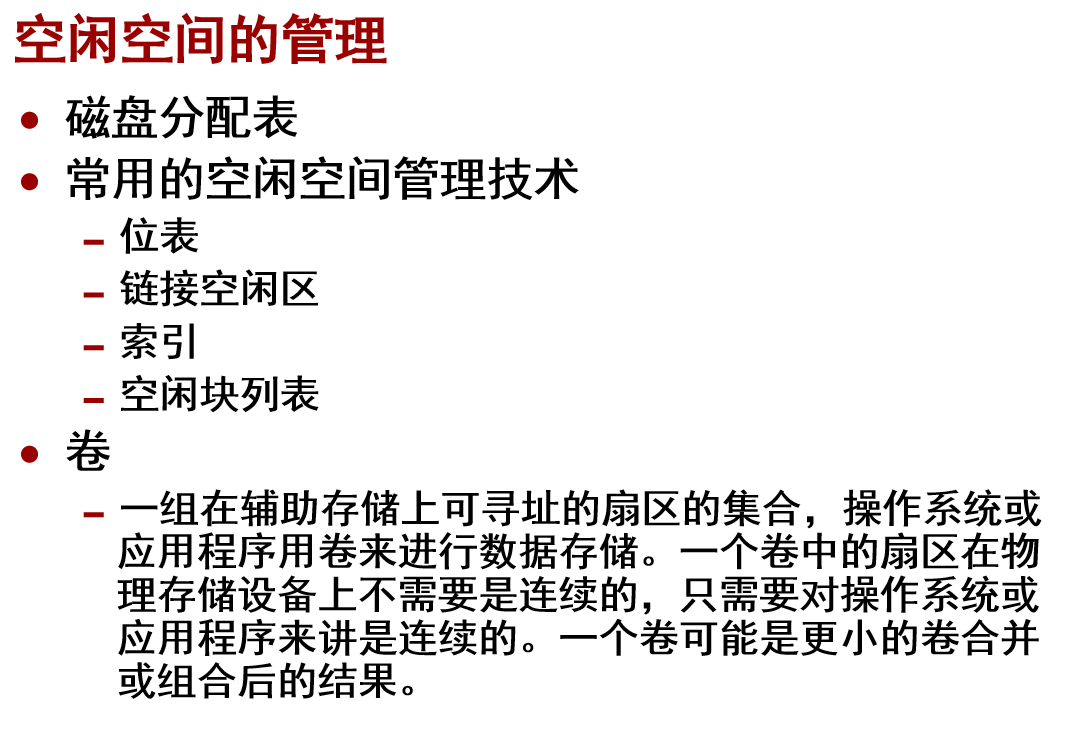 空闲空间的管理
• 磁盘分配表
• 常用的空闲空间管理技术
– 位表
– 链接空闲区
– 索引
– 空闲块列表
• 卷
– 一组在辅助存储上可寻址的扇区的集合，操作系统或
应用程序用卷来进行数据存储。一个卷中的扇区在物
理存储设备上不需要是连续的，只需要对操作系统或
应用程序来讲是连续的。一个卷可能是更小的卷合并
或组合后的结果。